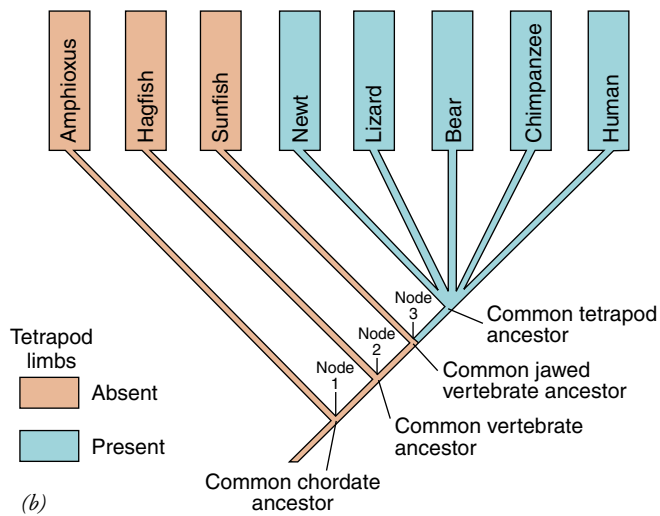 Amphioxus
Hagfish
Sunfish
Newt
Lizard
Bear
Chimpanzee
Human
Node
3
Node
2
Node
1
Common tetrapod
ancestor
Common jawed
vertebrate ancestor
Common vertebrate
ancestor
Common chordate
ancestor
Tetrapod
limbs
Absent
Present
(b)